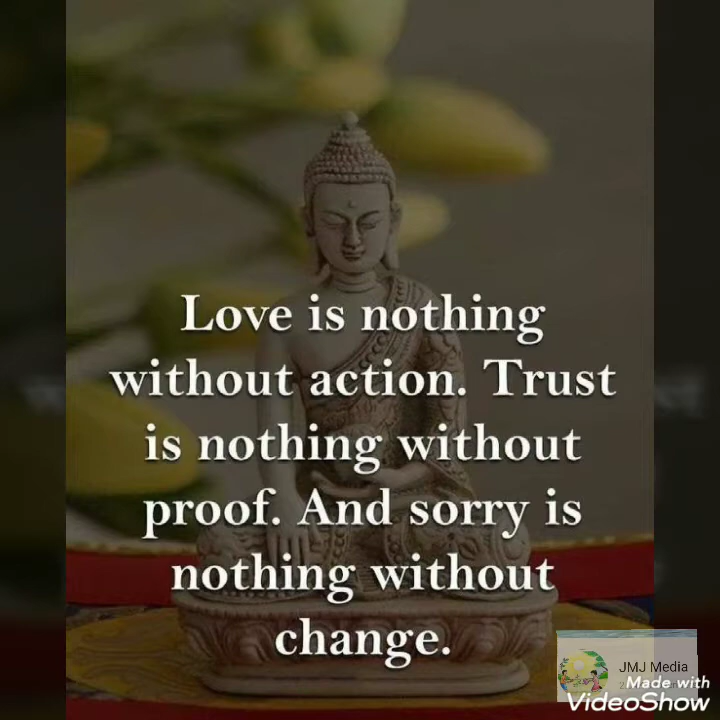 Love is nothing
without action. Trust
is nothing without
proof. And sorry is
nothing without
change.
JMJ Media
Made with
VideoShow